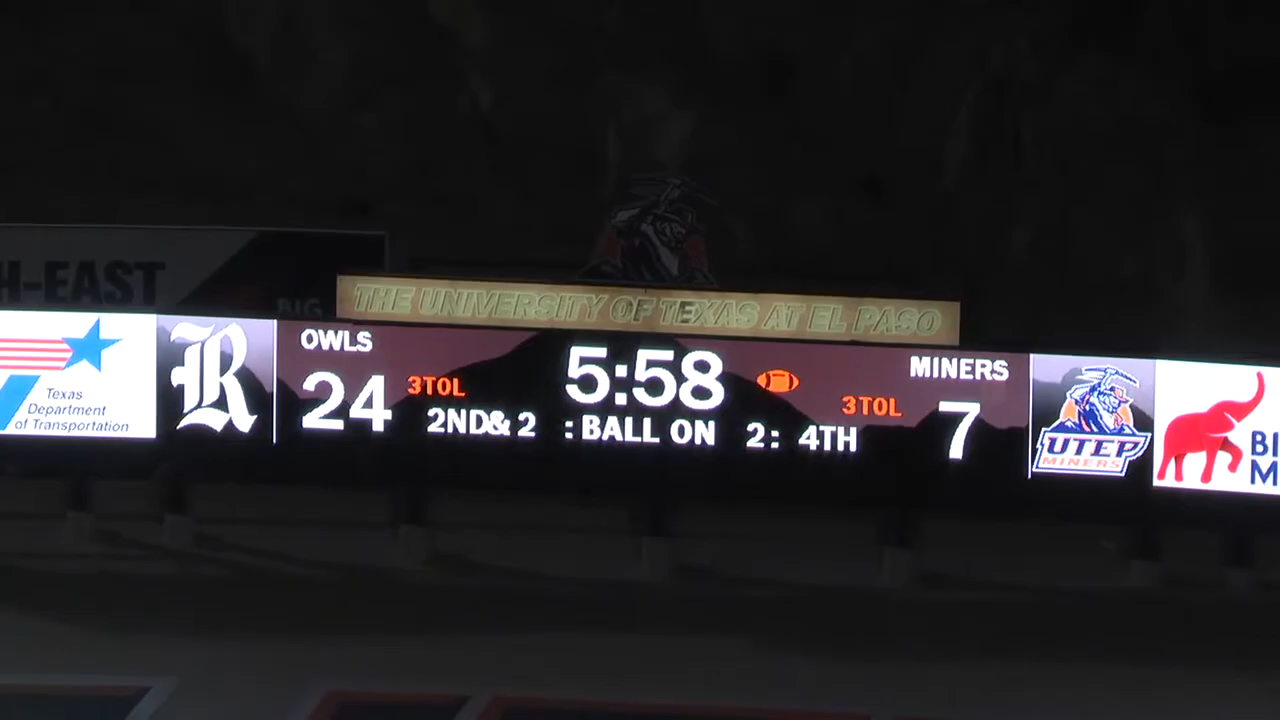 H-EAST
BIG
THE UNIVERSITY OF TEXAS AT EL PASO
Texas
Department
of Transportation
R
OWLS
24
3TOL
5:58
2ND& 2 : BALL ON 2: 4TH
MINERS
3TOL
7
UTEP
MINERS
BI
M